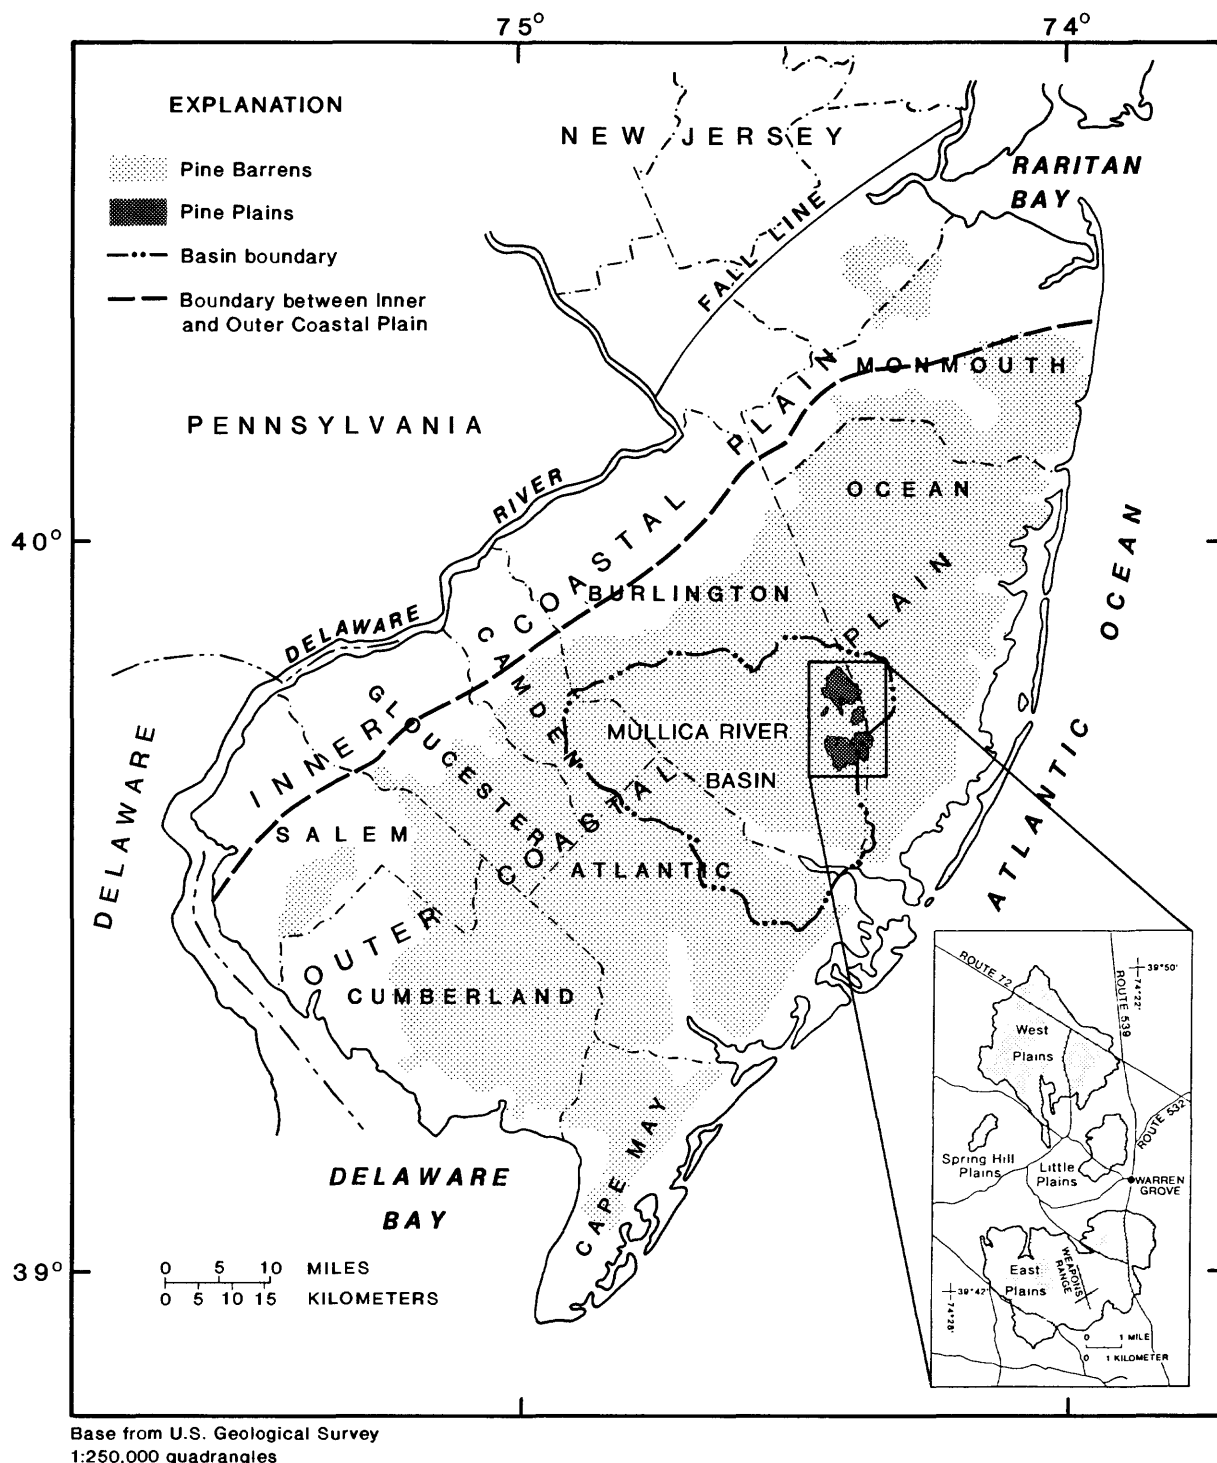 75°
74°
EXPLANATION
Pine Barrens
Pine Plains
Basin boundary
Boundary between Inner
and Outer Coastal Plain
NEW JERSEY
RARITAN
BAY
FALL LINE
PENNSYLVANIA
MONMOUTH
INNER COASTAL PLAIN
OCEAN
DELAWARE RIVER
40°
BURLINGTON
CAMDEN
GLOUCESTER
OUTER COASTAL PLAIN
MULLICA RIVER
BASIN
ATLANTIC OCEAN
DELAWARE
SALEM
ATLANTIC
CUMBERLAND
CAPE MAY
DELAWARE
BAY
39°
0 5 10 MILES
0 5 10 15 KILOMETERS
ROUTE 72
39°50'
74°22'
ROUTE 539
West
Plains
ROUTE 532
Spring Hill
Plains
Little
Plains
WARREN
GROVE
East
Plains
WEAPONS
RANGE
39°42'
74°28'
0 1 MILE
0 1 KILOMETER
Base from U.S. Geological Survey
1:250,000 quadrangles